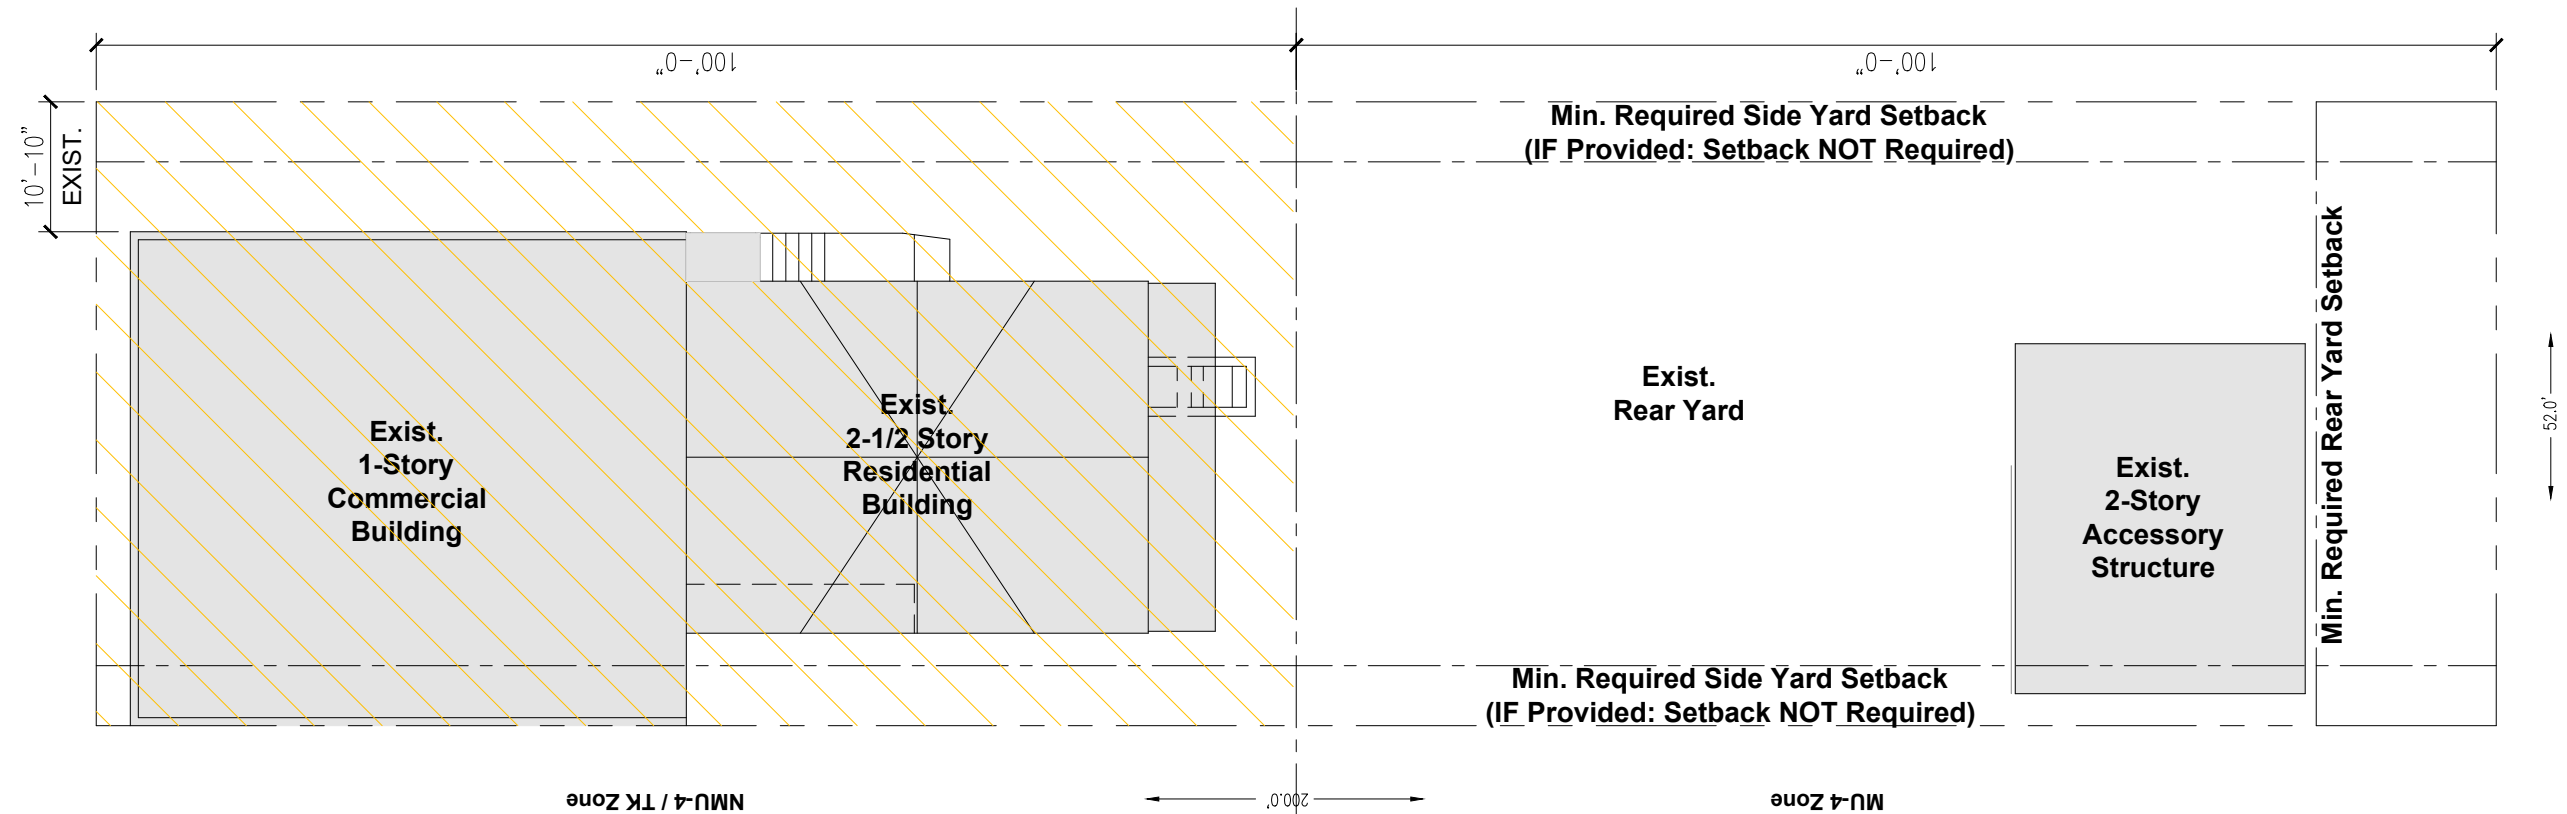 100'-0"
100'-0"
10'-10"
EXIST.
Min. Required Side Yard Setback
(IF Provided: Setback NOT Required)
Exist.
1-Story
Commercial
Building
Exist.
2-1/2 Story
Residential
Building
Exist.
Rear Yard
Exist.
2-Story
Accessory
Structure
Min. Required Rear Yard Setback
52.0'
Min. Required Side Yard Setback
(IF Provided: Setback NOT Required)
NMU-4 / TK Zone
200.0'
MU-4 Zone